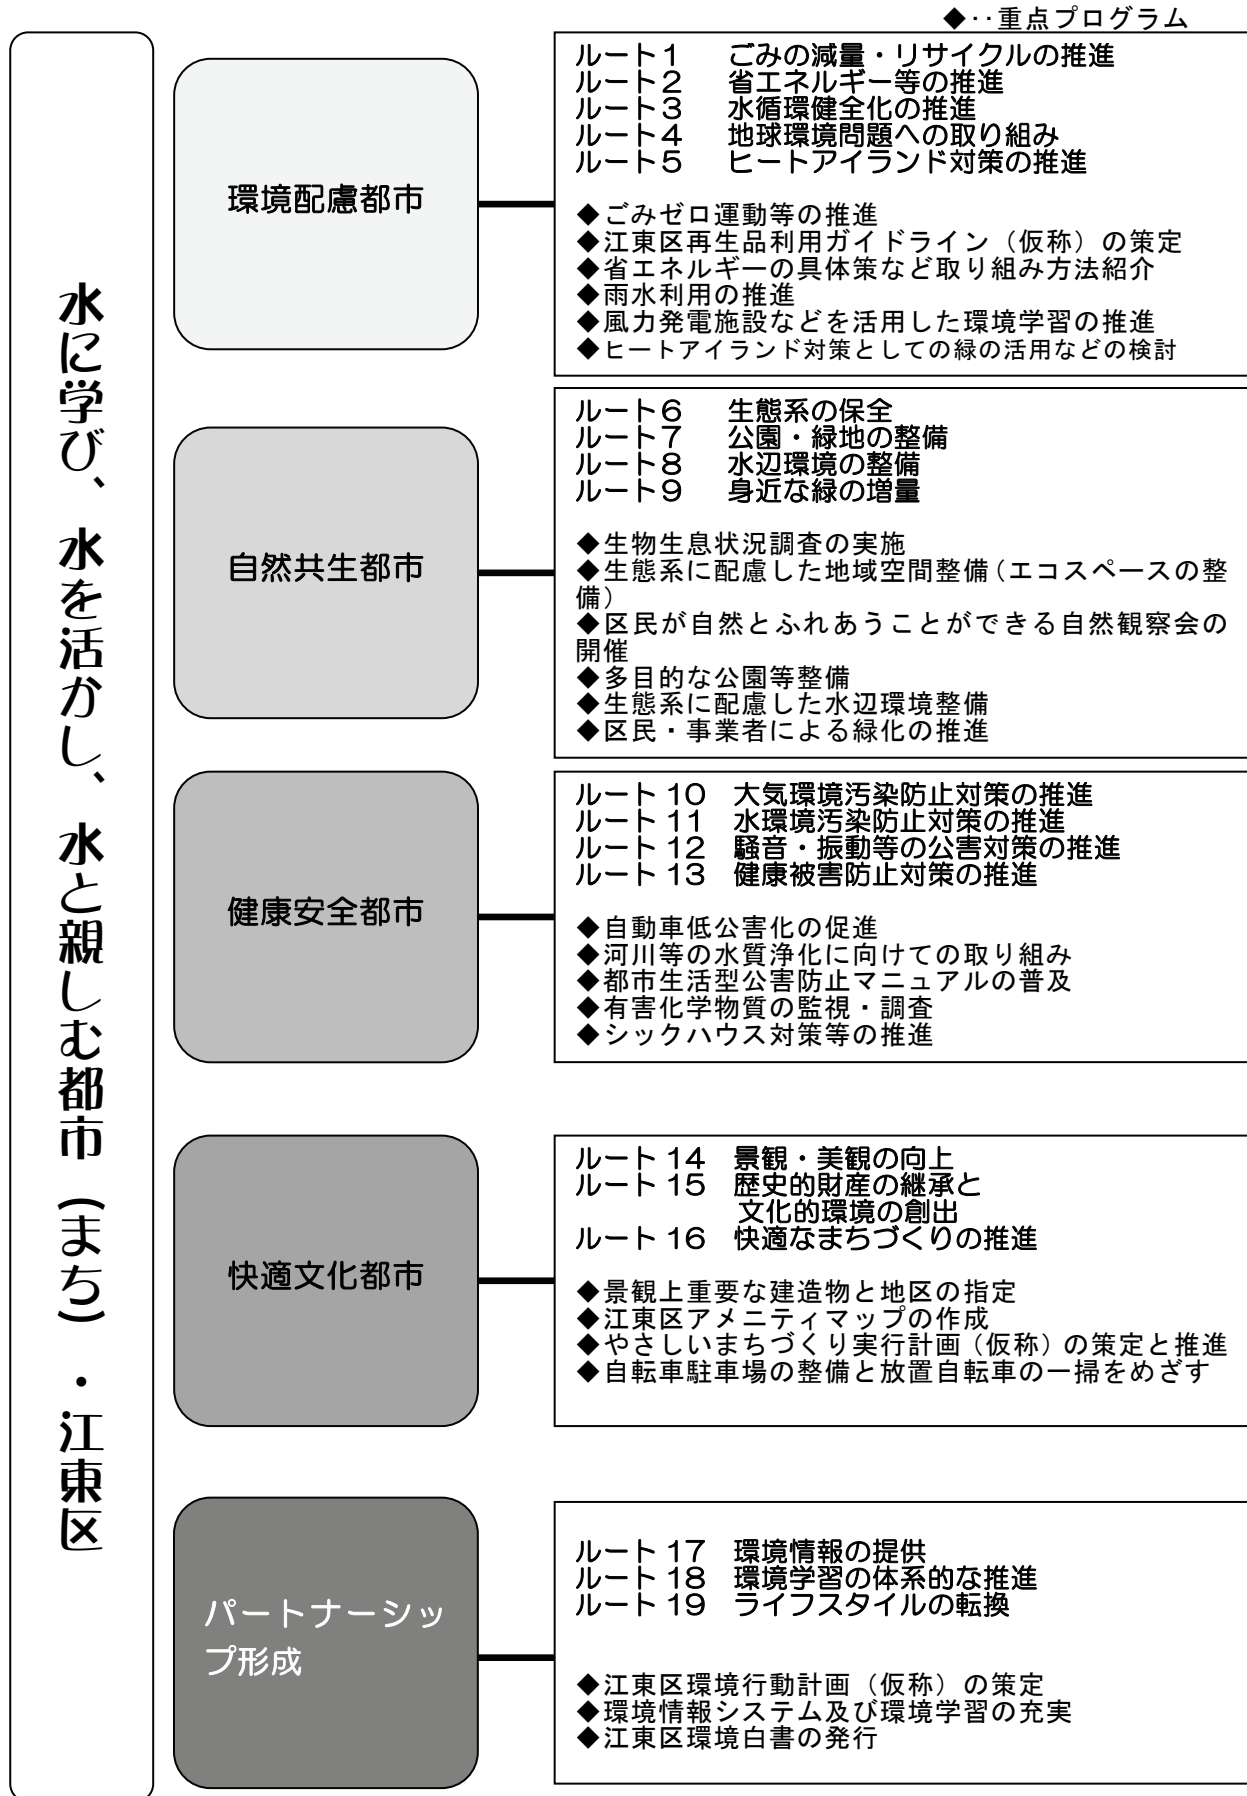 ◆‥重点プログラム
水に学び、水を活かし、水と親しむ都市（まち）・江東区
環境配慮都市
ルート1　ごみの減量・リサイクルの推進
ルート2　省エネルギー等の推進
ルート3　水循環健全化の推進
ルート4　地球環境問題への取り組み
ルート5　ヒートアイランド対策の推進
◆ごみゼロ運動等の推進
◆江東区再生品利用ガイドライン（仮称）の策定
◆省エネルギーの具体策など取り組み方法紹介
◆雨水利用の推進
◆風力発電施設などを活用した環境学習の推進
◆ヒートアイランド対策としての緑の活用などの検討
自然共生都市
ルート6　生態系の保全
ルート7　公園・緑地の整備
ルート8　水辺環境の整備
ルート9　身近な緑の増量
◆生物生息状況調査の実施
◆生態系に配慮した地域空間整備（エコスペースの整
備）
◆区民が自然とふれあうことができる自然観察会の
開催
◆多目的な公園等整備
◆生態系に配慮した水辺環境整備
◆区民・事業者による緑化の推進
健康安全都市
ルート10　大気環境汚染防止対策の推進
ルート11　水環境汚染防止対策の推進
ルート12　騒音・振動等の公害対策の推進
ルート13　健康被害防止対策の推進
◆自動車低公害化の促進
◆河川等の水質浄化に向けての取り組み
◆都市生活型公害防止マニュアルの普及
◆有害化学物質の監視・調査
◆シックハウス対策等の推進
快適文化都市
ルート14　景観・美観の向上
ルート15　歴史的財産の継承と
文化的環境の創出
ルート16　快適なまちづくりの推進
◆景観上重要な建造物と地区の指定
◆江東区アメニティマップの作成
◆やさしいまちづくり実行計画（仮称）の策定と推進
◆自転車駐車場の整備と放置自転車の一掃をめざす
パートナーシッ
プ形成
ルート17　環境情報の提供
ルート18　環境学習の体系的な推進
ルート19　ライフスタイルの転換
◆江東区環境行動計画（仮称）の策定
◆環境情報システム及び環境学習の充実
◆江東区環境白書の発行